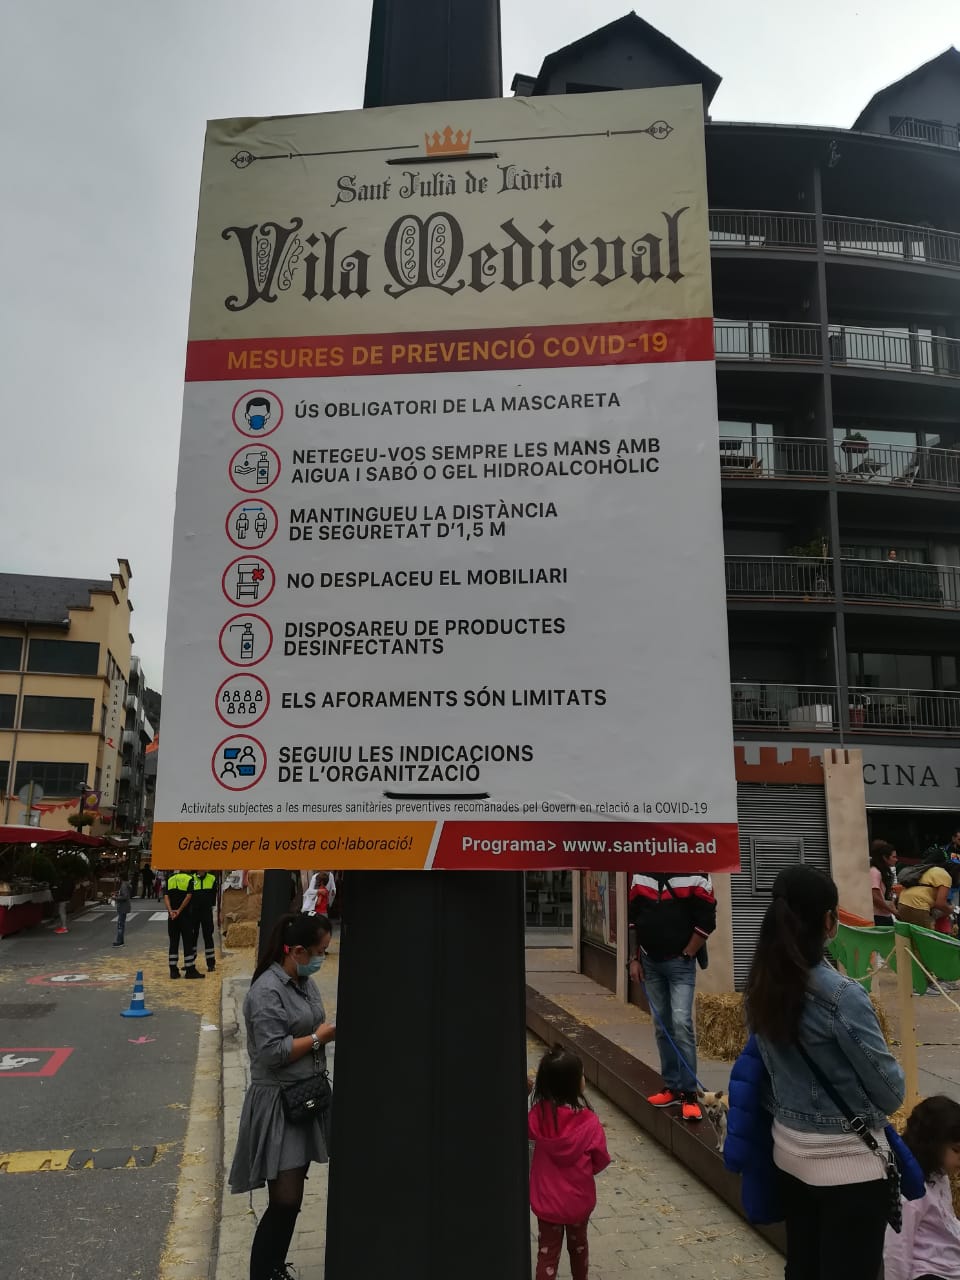 Sant Julià de Lòria
Vila Medieval
MESURES DE PREVENCIÓ COVID-19
ÚS OBLIGATORI DE LA MASCARETA
NETEGEU-VOS SEMPRE LES MANS AMB
AIGUA I SABÓ O GEL HIDROALCOHÒLIC
MANTINGUEU LA DISTÀNCIA
DE SEGURETAT D'1,5 M
NO DESPLACEU EL MOBILIARI
DISPOSAREU DE PRODUCTES
DESINFECTANTS
ELS AFORAMENTS SÓN LIMITATS
SEGUIU LES INDICACIONS
DE L'ORGANITZACIÓ
Activitats subjectes a les mesures sanitàries preventives recomanades pel Govern en relació a la COVID-19
Gràcies per la vostra col·laboració!
Programa> www.santjulia.ad
CINA
TABACS
REIG